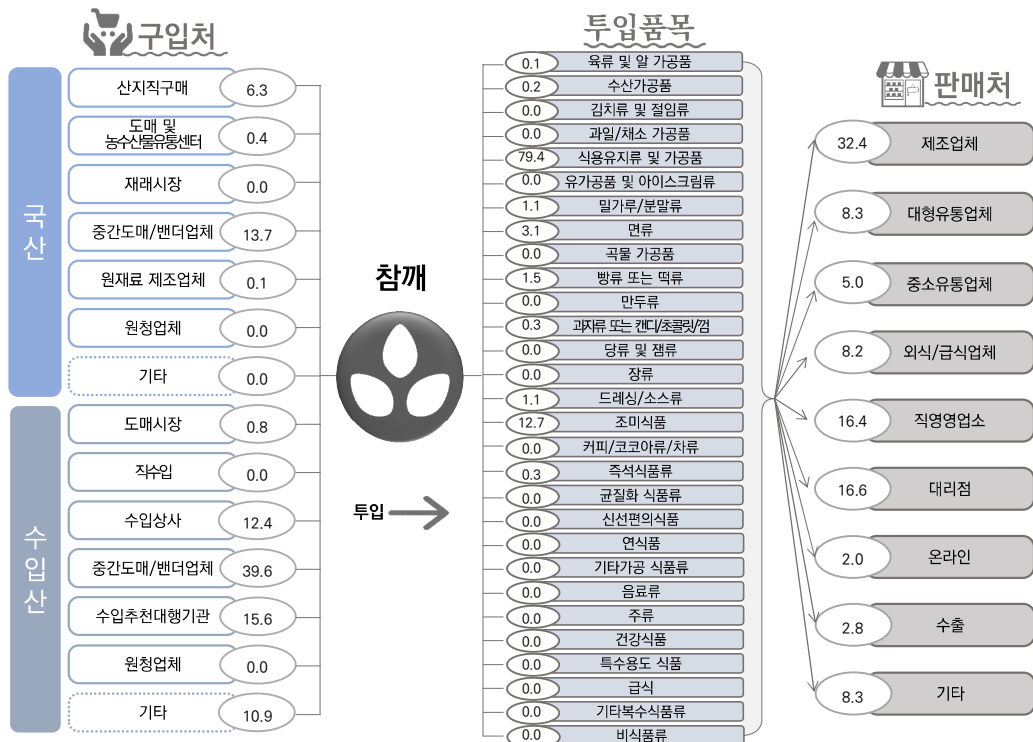 구입처
국산
산지직구매 6.3
도매 및
농수산물유통센터 0.4
재래시장 0.0
중간도매/밴더업체 13.7
원재료 제조업체 0.1
원청업체 0.0
기타 0.0
수입산
도매시장 0.8
직수입 0.0
수입상사 12.4
중간도매/밴더업체 39.6
수입추천대행기관 15.6
원청업체 0.0
기타 10.9
참깨
투입
투입품목
0.1 육류 및 알 가공품
0.2 수산가공품
0.0 김치류 및 절임류
0.0 과일/채소 가공품
79.4 식용유지류 및 가공품
0.0 유가공품 및 아이스크림류
1.1 밀가루/분말류
3.1 면류
0.0 곡물 가공품
1.5 빵류 또는 떡류
0.0 만두류
0.3 과자류 또는 캔디/초콜릿/껌
0.0 당류 및 잼류
0.0 장류
1.1 드레싱/소스류
12.7 조미식품
0.0 커피/코코아류/차류
0.3 즉석식품류
0.0 균질화 식품류
0.0 신선편의식품
0.0 연식품
0.0 기타가공 식품류
0.0 음료류
0.0 주류
0.0 건강식품
0.0 특수용도 식품
0.0 급식
0.0 기타복수식품류
0.0 비식품류
판매처
32.4 제조업체
8.3 대형유통업체
5.0 중소유통업체
8.2 외식/급식업체
16.4 직영영업소
16.6 대리점
2.0 온라인
2.8 수출
8.3 기타